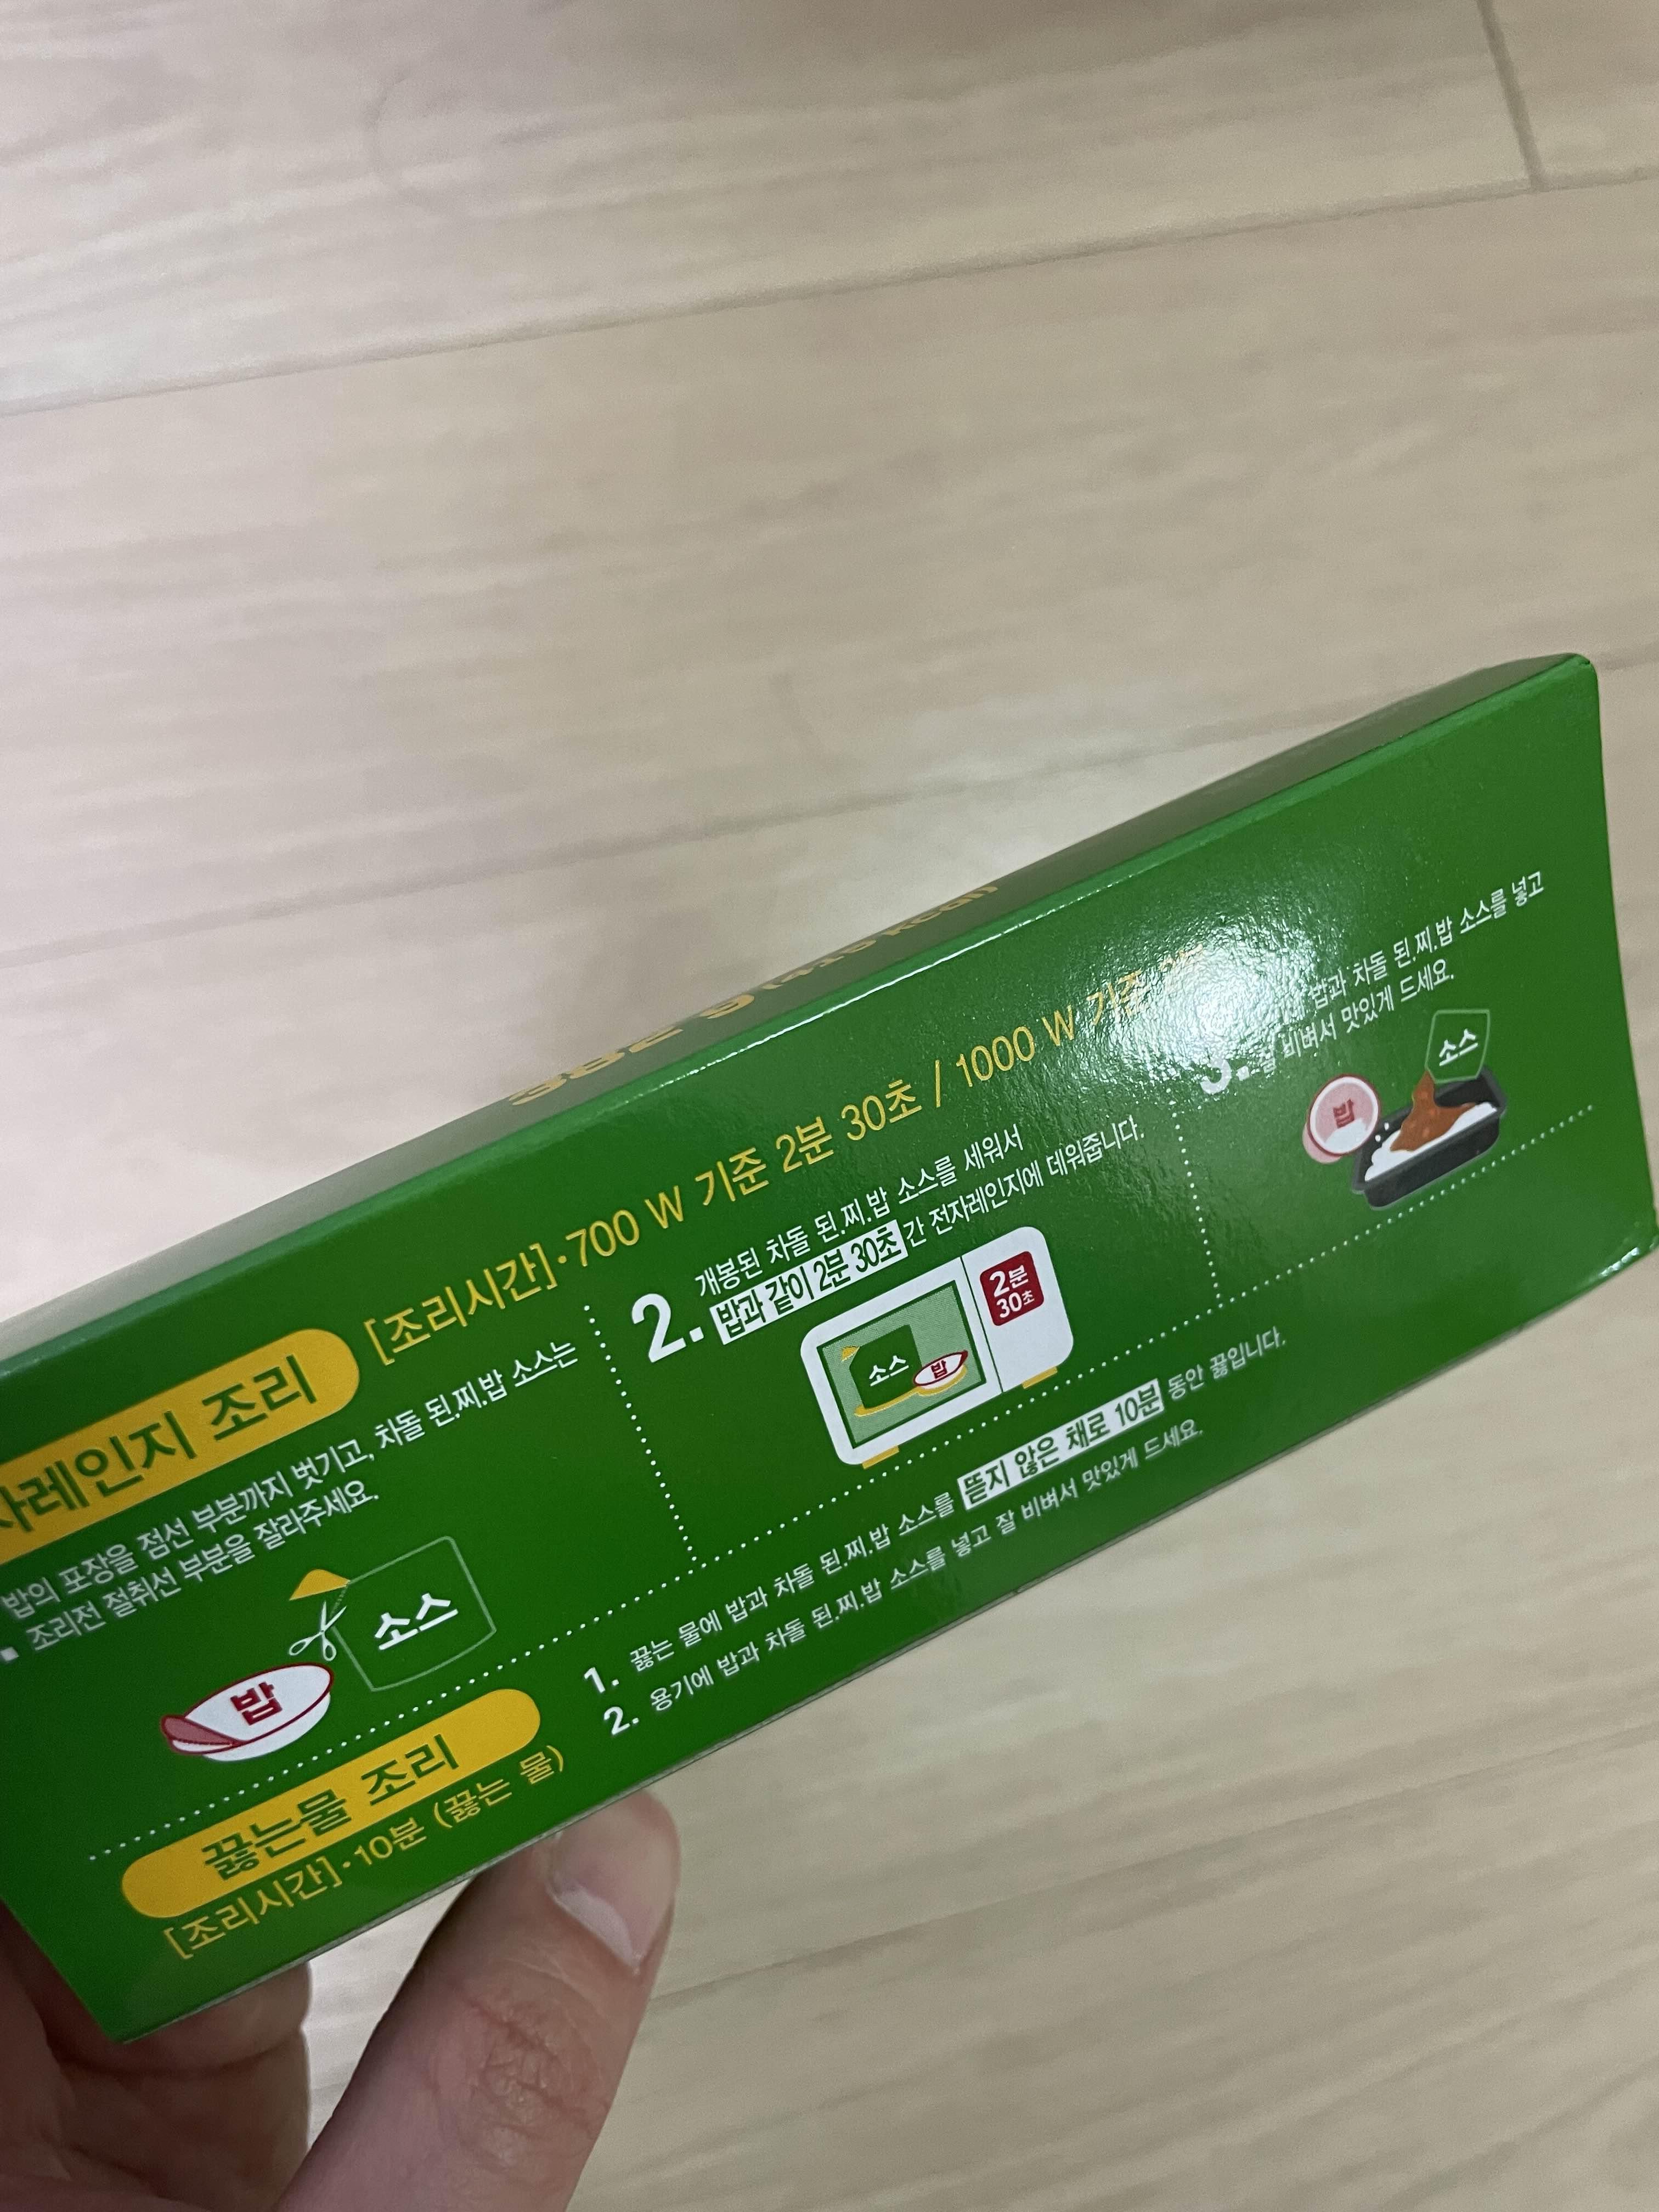 레인지 조리
[조리시간]·700 W 기준 2분 30초 / 1000 W 기준
밥의 포장을 점선 부분까지 벗기고, 차돌 된.찌.밥 소스는
조리전 절취선 부분을 잘라주세요.
소스
밥
2. 개봉된 차돌 된.찌.밥 소스를 세워서
밥과 같이 2분 30초간 전자레인지에 데워줍니다.
2분
30초
소스
밥
3. 밥과 차돌 된.찌.밥 소스를 넣고
잘 비벼서 맛있게 드세요.
소스
밥
끓는물 조리
[조리시간]·10분 (끓는 물)
1. 끓는 물에 밥과 차돌 된.찌.밥 소스를 뜯지 않은 채로 10분 동안 끓입니다.
2. 용기에 밥과 차돌 된.찌.밥 소스를 넣고 잘 비벼서 맛있게 드세요.